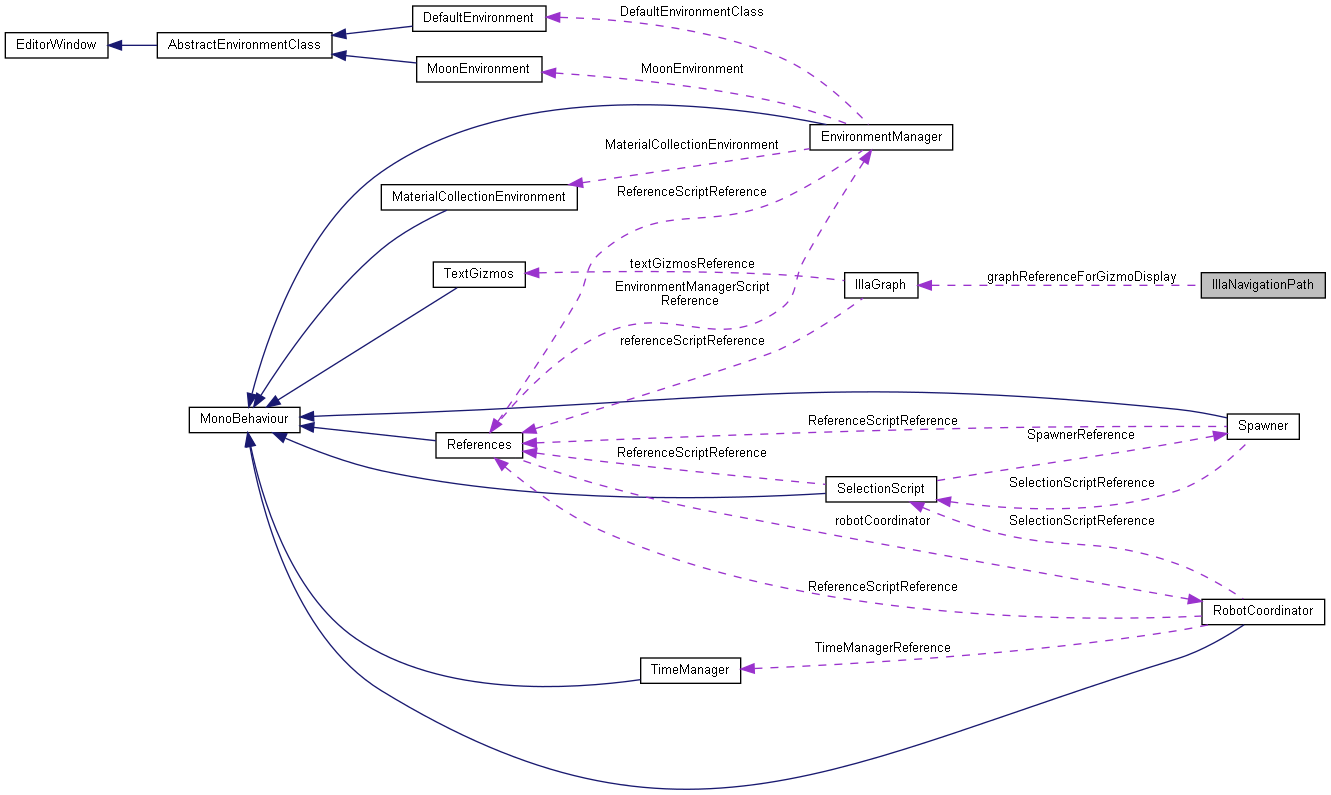 DefaultEnvironment
DefaultEnvironmentClass
EditorWindow
AbstractEnvironmentClass
MoonEnvironment
MoonEnvironment
EnvironmentManager
MaterialCollectionEnvironment
MaterialCollectionEnvironment
ReferenceScriptReference
TextGizmos
textGizmosReference
IllaGraph
graphReferenceForGizmoDisplay
IllaNavigationPath
EnvironmentManagerScript
Reference
referenceScriptReference
MonoBehaviour
References
ReferenceScriptReference
Spawner
SpawnerReference
ReferenceScriptReference
SelectionScript
SelectionScriptReference
robotCoordinator
SelectionScriptReference
ReferenceScriptReference
RobotCoordinator
TimeManager
TimeManagerReference